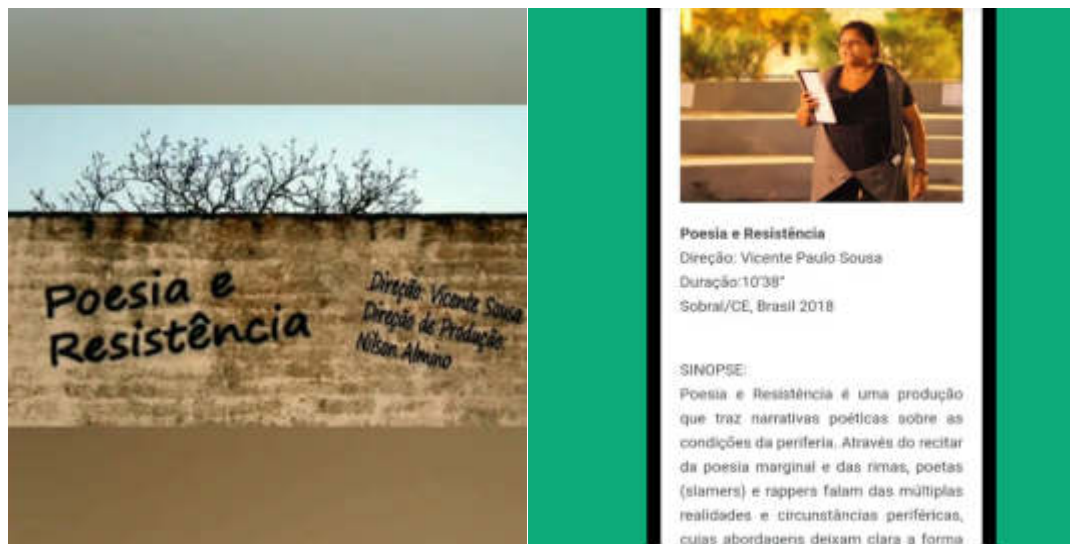 Poesia e
Resistência
Direção: Vicente Sousa
Direção de Produção:
Nilson Almino
Poesia e Resistência
Direção: Vicente Paulo Sousa
Duração:10'38"
Sobral/CE, Brasil 2018
SINOPSE:
Poesia e Resistência é uma produção
que traz narrativas poéticas sobre as
condições da periferia. Através do recitar
da poesia marginal e das rimas, poetas
(slamers) e rappers falam das múltiplas
realidades e circunstâncias periféricas,
cujas abordagens deixam clara a forma